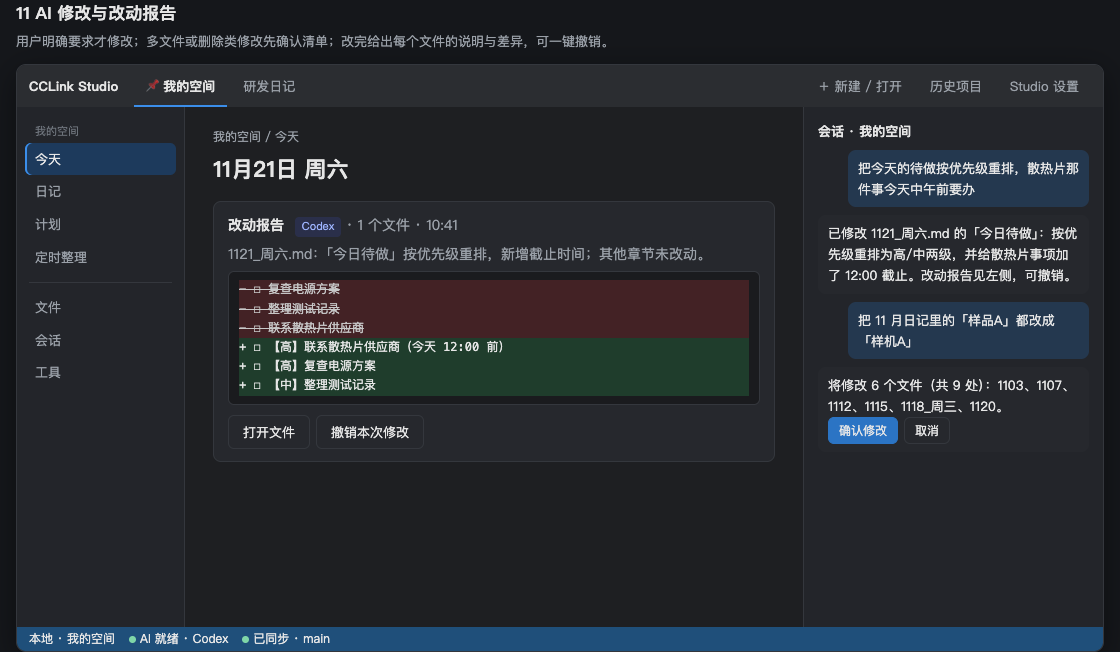 11 AI 修改与改动报告
用户明确要求才修改；多文件或删除类修改先确认清单；改完给出每个文件的说明与差异，可一键撤销。
CCLink Studio 📌 我的空间 研发日记 + 新建 / 打开 历史项目 Studio 设置
我的空间
今天
日记
计划
定时整理
文件
会话
工具
我的空间 / 今天
11月21日 周六
改动报告 Codex · 1 个文件 · 10:41
1121_周六.md：「今日待做」按优先级重排，新增截止时间；其他章节未改动。
− □ 复查电源方案
− □ 整理测试记录
− □ 联系散热片供应商
+ □ 【高】联系散热片供应商（今天 12:00 前）
+ □ 【高】复查电源方案
+ □ 【中】整理测试记录
打开文件 撤销本次修改
会话 · 我的空间
把今天的待做按优先级重排，散热片那
件事今天中午前要办
已修改 1121_周六.md 的「今日待做」：按优
先级重排为高/中两级，并给散热片事项加
了 12:00 截止。改动报告见左侧，可撤销。
把 11 月日记里的「样品A」都改成
「样机A」
将修改 6 个文件（共 9 处）：1103、1107、
1112、1115、1118_周三、1120。
确认修改 取消
本地 · 我的空间 ● AI 就绪 · Codex ● 已同步 · main